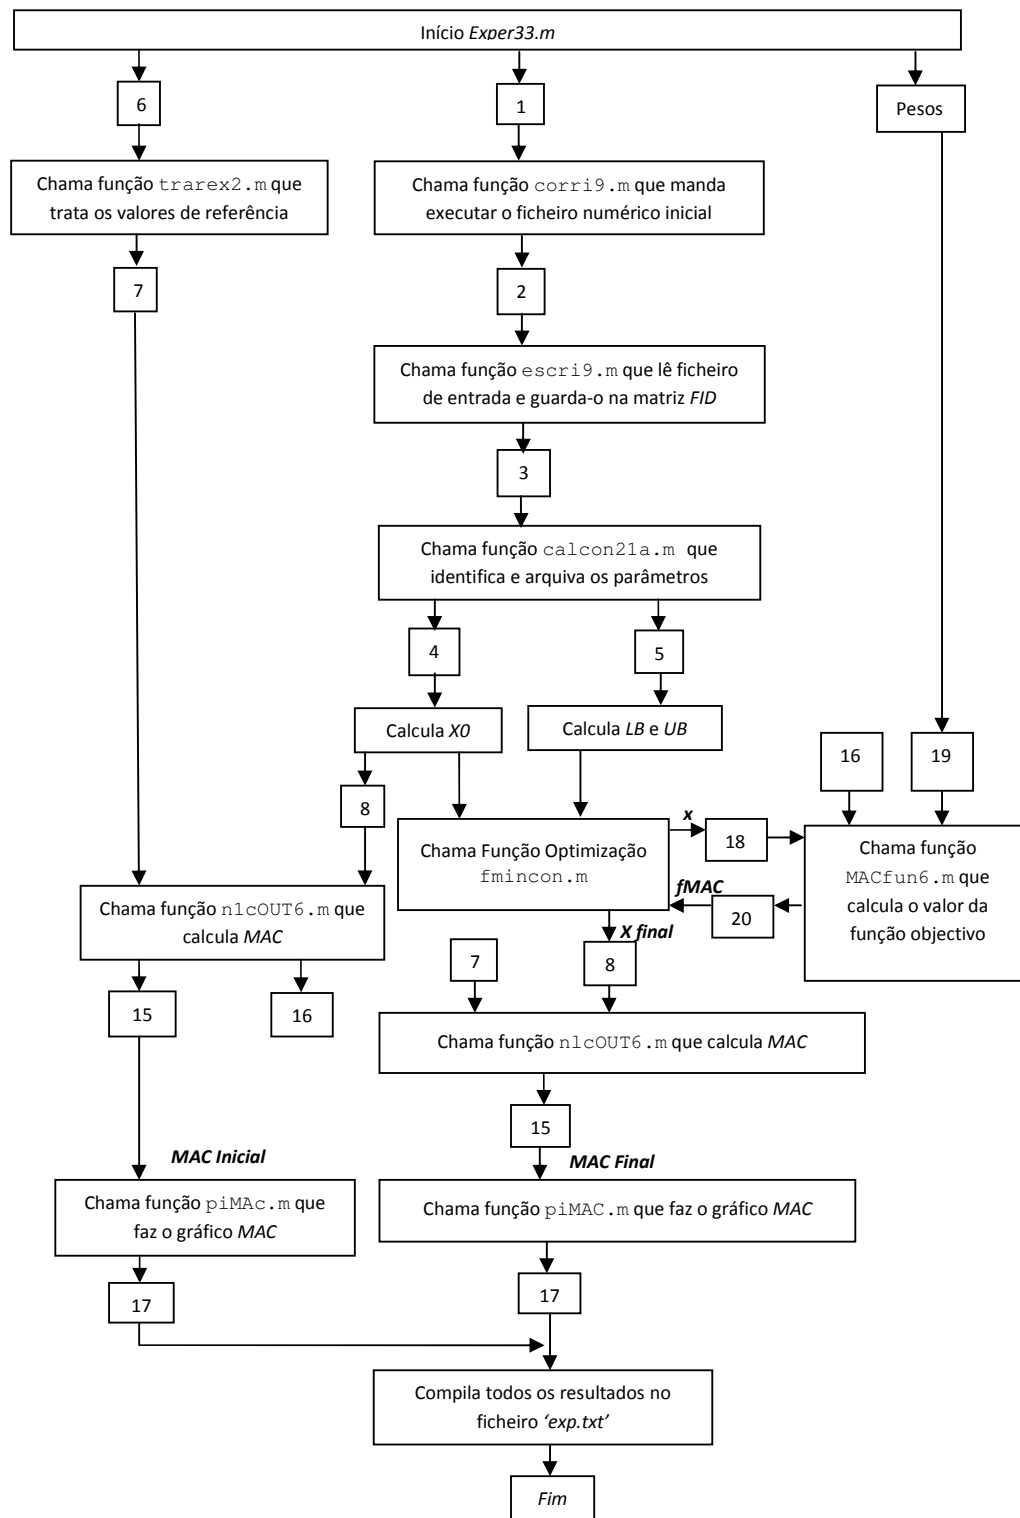 Início Exper33.m
6
1
Pesos
Chama função trarex2.m que
trata os valores de referência
Chama função corri9.m que manda
executar o ficheiro numérico inicial
7
2
Chama função escri9.m que lê ficheiro
de entrada e guarda-o na matriz FID
3
Chama função calcon21a.m que
identifica e arquiva os parâmetros
4
5
Calcula X0
Calcula LB e UB
16
19
8
x
18
Chama Função Optimização
fmincon.m
Chama função
MACfun6.m que
calcula o valor da
função objectivo
fMAC
20
Chama função nlcOUT6.m que
calcula MAC
X final
7
8
15
16
Chama função nlcOUT6.m que calcula MAC
15
MAC Inicial
MAC Final
Chama função piMAc.m que
faz o gráfico MAC
Chama função piMAC.m que faz o gráfico MAC
17
17
Compila todos os resultados no
ficheiro ‘exp.txt’
Fim